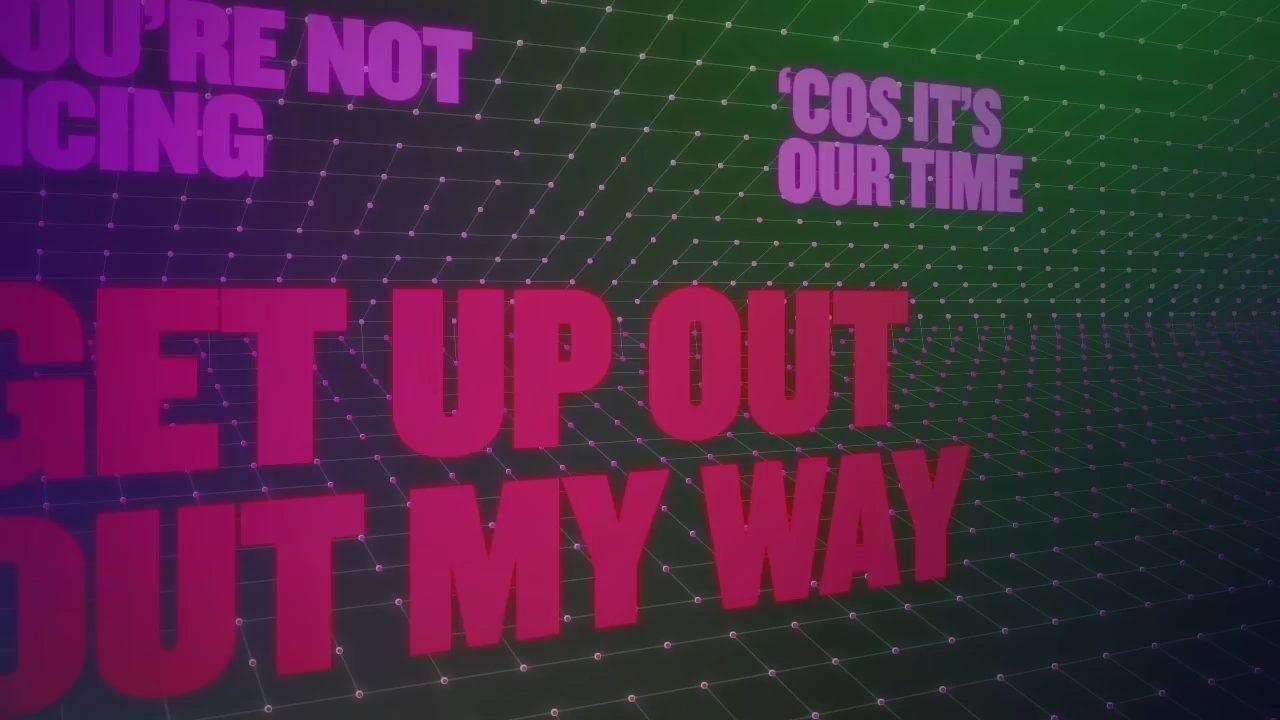 OU'RE NOT
ICING
‘COS IT’S
OUR TIME
GET UP OUT
OUT MY WAY